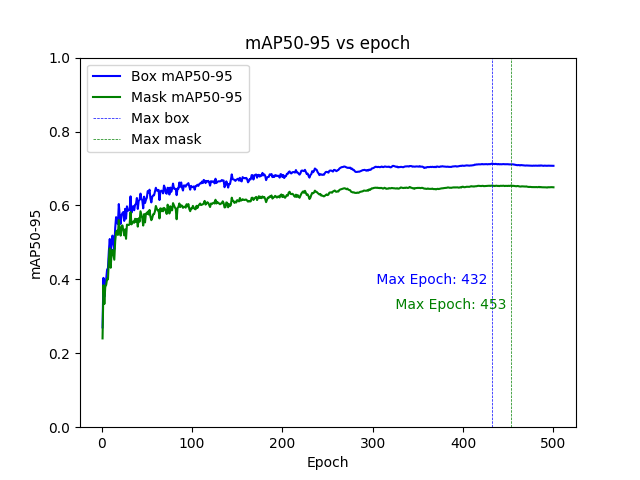 mAP50-95 vs epoch
1.0
0.8
0.6
0.4
0.2
0.0
mAP50-95
Box mAP50-95
Mask mAP50-95
Max box
Max mask
Max Epoch: 432
Max Epoch: 453
0
100
200
300
400
500
Epoch